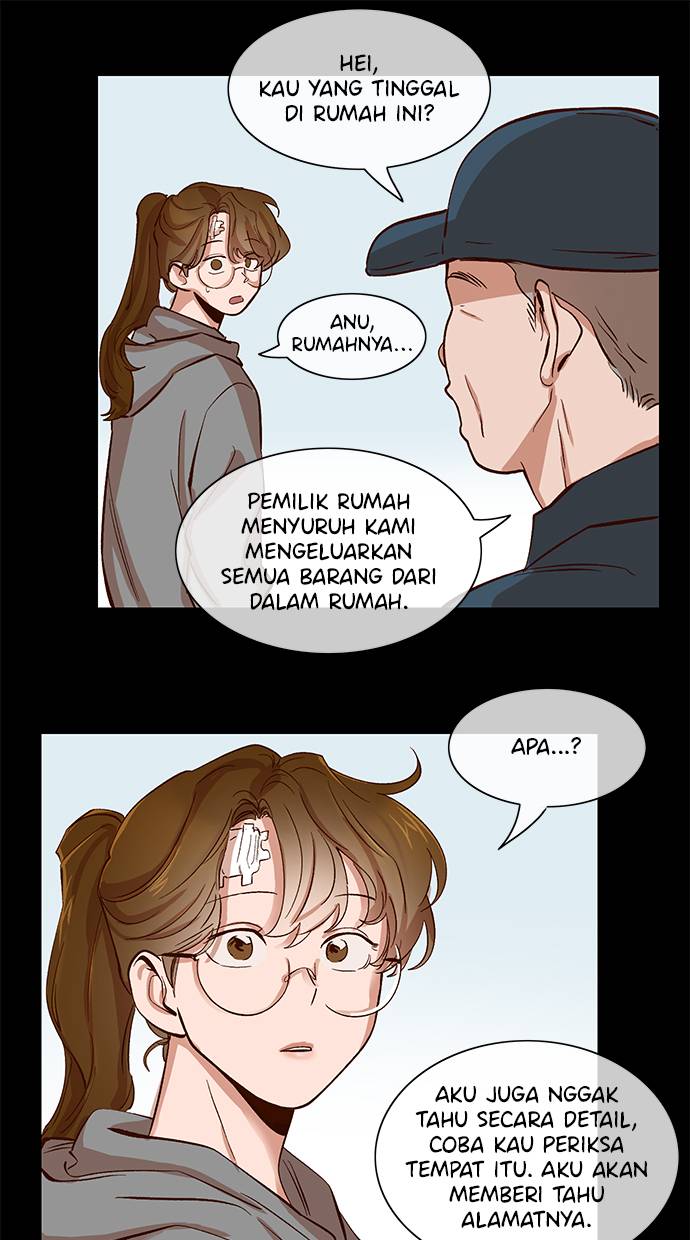 HEI,
KAU YANG TINGGAL
DI RUMAH INI?
ANU,
RUMAHNYA...
PEMILIK RUMAH
MENYURUH KAMI
MENGELUARKAN
SEMUA BARANG DARI
DALAM RUMAH.
APA...?
AKU JUGA NGGAK
TAHU SECARA DETAIL,
COBA KAU PERIKSA
TEMPAT ITU. AKU AKAN
MEMBERI TAHU
ALAMATNYA.